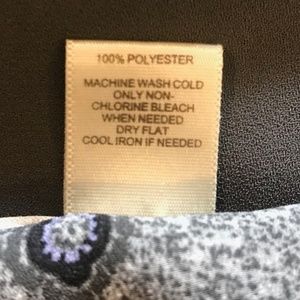 100% POLYESTER
MACHINE WASH COLD
ONLY NON-
CHLORINE BLEACH
WHEN NEEDED
DRY FLAT
COOL IRON IF NEEDED